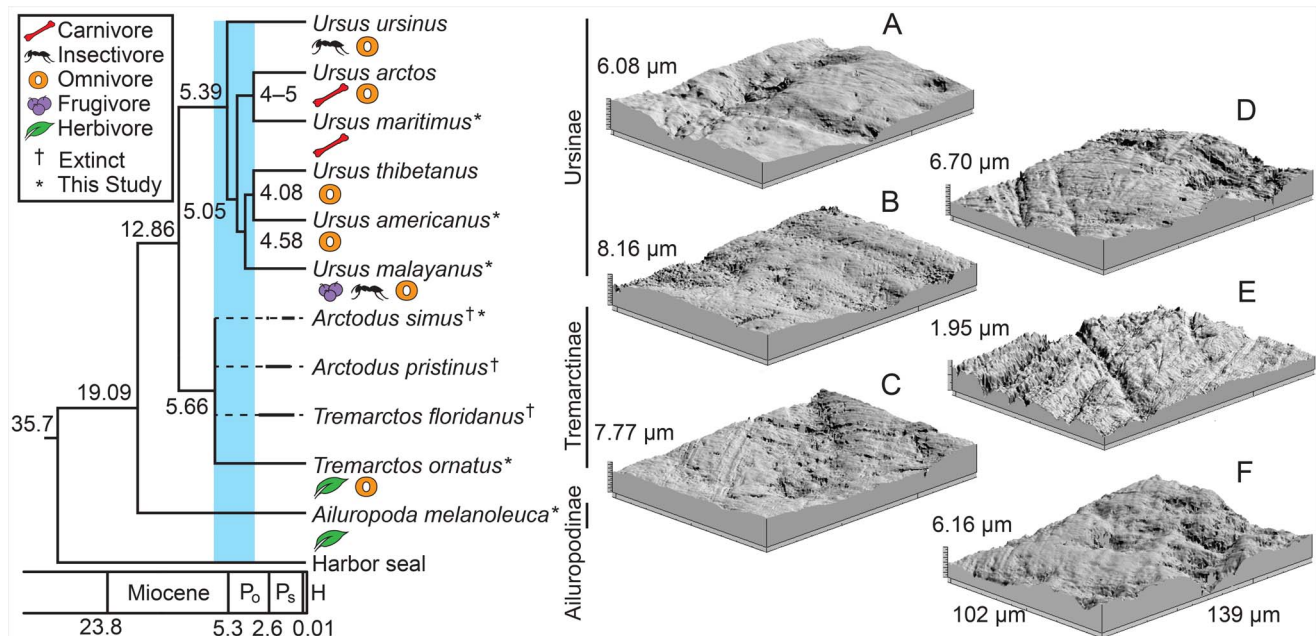 Carnivore
Insectivore
Omnivore
Frugivore
Herbivore
† Extinct
* This Study
Ursus ursinus
Ursus arctos
4–5
Ursus maritimus*
Ursus thibetanus
4.08
Ursus americanus*
4.58
Ursus malayanus*
Arctodus simus†*
Arctodus pristinus†
Tremarctos floridanus†
Tremarctos ornatus*
Ailuropoda melanoleuca*
Harbor seal
5.39
5.05
12.86
19.09
5.66
35.7
Miocene Po Ps H
23.8 5.3 2.6 0.01
Ursinae
Tremarctinae
Ailuropodinae
A
6.08 µm
B
8.16 µm
C
7.77 µm
D
6.70 µm
E
1.95 µm
F
6.16 µm
102 µm 139 µm